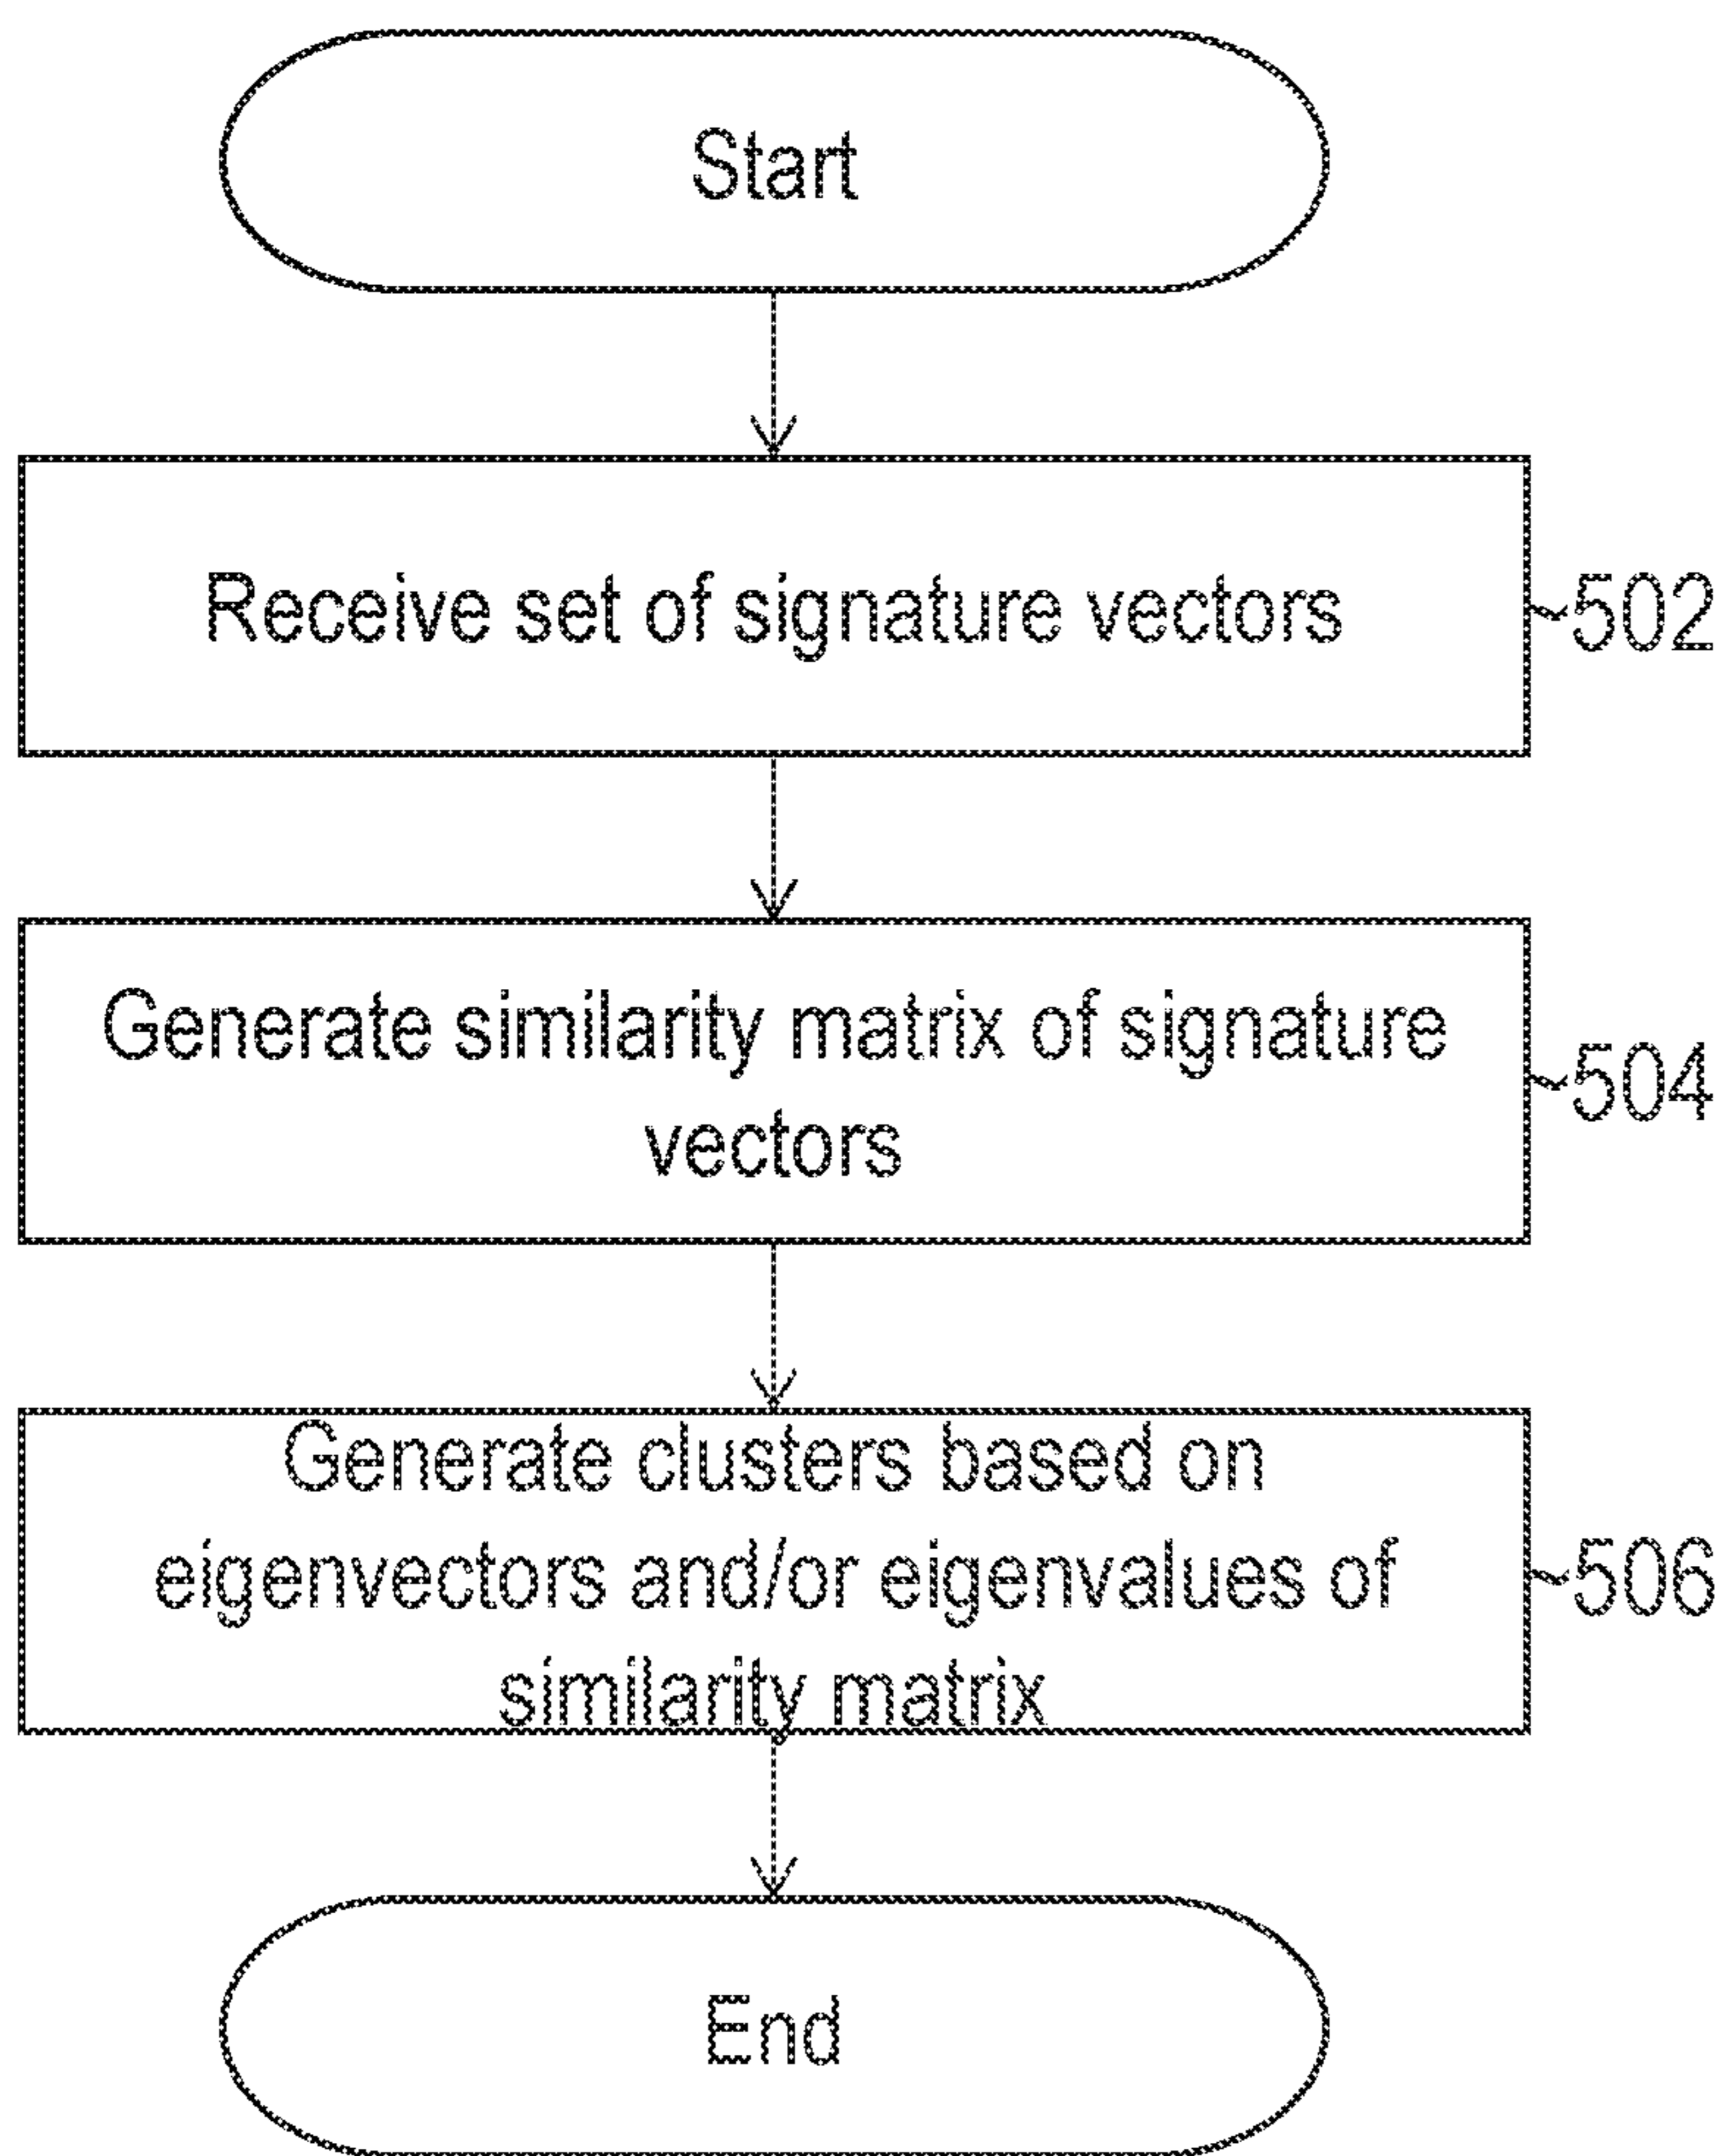 Start
Receive set of signature vectors
502
Generate similarity matrix of signature
vectors
504
Generate clusters based on
eigenvectors and/or eigenvalues of
similarity matrix
506
End